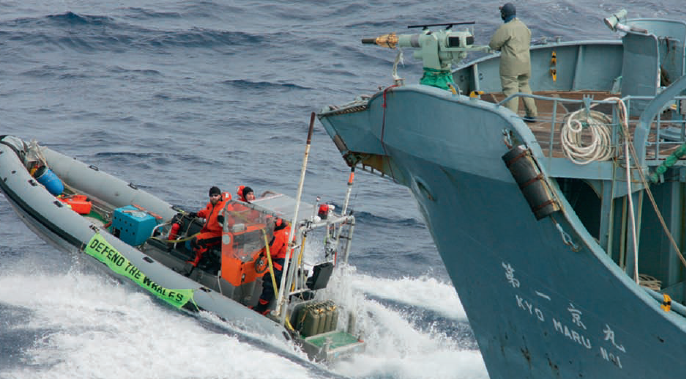 DEFEND THE WHALES
第一京丸
KYO MARU No1